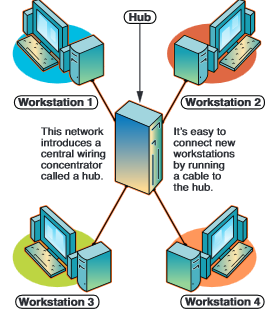 Hub
Workstation 1
Workstation 2
This network
introduces a
central wiring
concentrator
called a hub.
It's easy to
connect new
workstations
by running
a cable to
the hub.
Workstation 3
Workstation 4